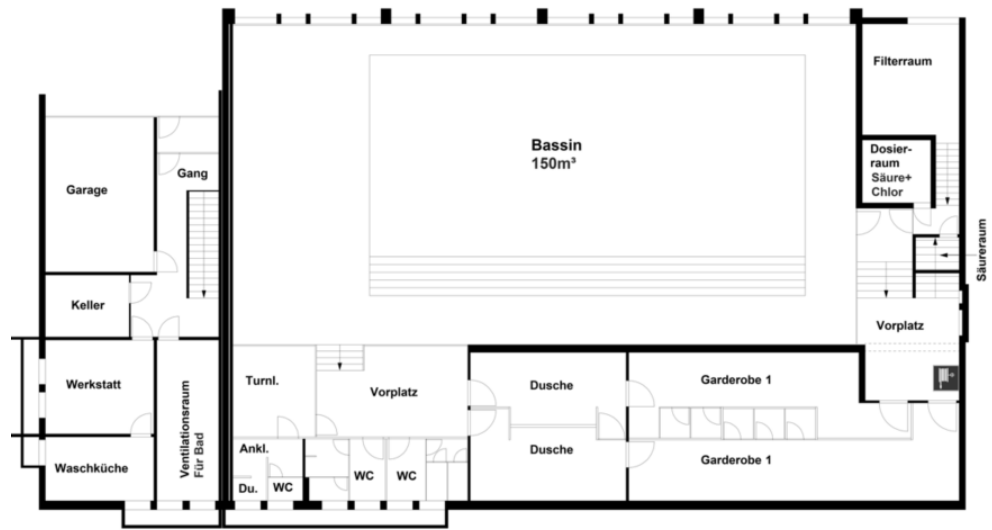 Filterraum
Bassin
150m³
Dosier-
raum
Säure+
Chlor
Gang
Garage
Säureraum
Keller
Vorplatz
Werkstatt
Turnl.
Vorplatz
Dusche
Garderobe 1
Ventilationsraum
Für Bad
Ankl.
Dusche
Garderobe 1
Waschküche
Du.
WC
WC
WC